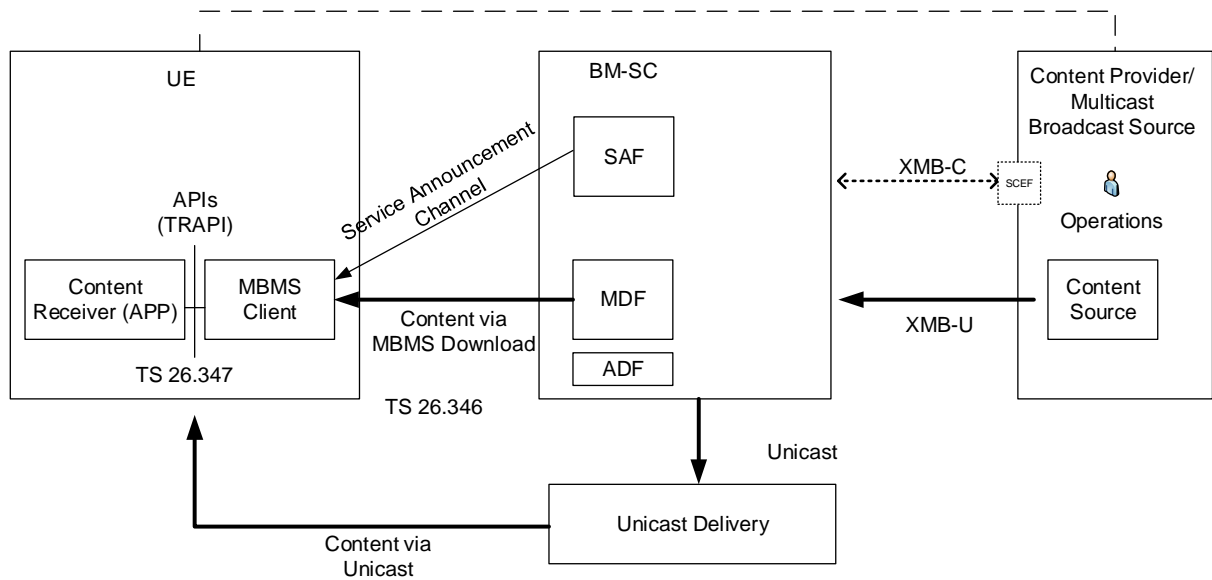 UE
BM-SC
Content Provider/
Multicast
Broadcast Source
SAF
Service Announcement
Channel
XMB-C
SCEF
Operations
APIs
(TRAPI)
Content
Receiver (APP)
MBMS
Client
MDF
Content
Source
Content via
MBMS Download
XMB-U
ADF
TS 26.347
TS 26.346
Unicast
Unicast Delivery
Content via
Unicast